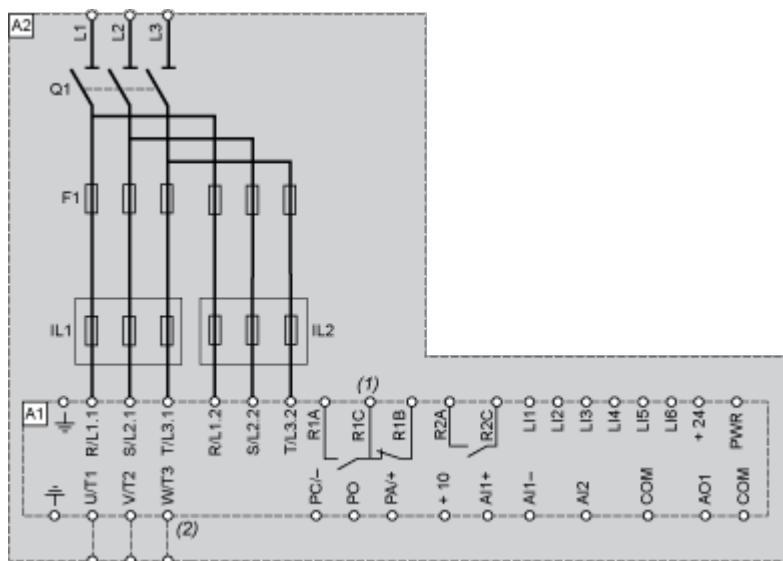 A2
L1
L2
L3
Q1
F1
IL1
IL2
(1)
A1
R/L1.1
S/L2.1
T/L3.1
R/L1.2
S/L2.2
T/L3.2
R1A
R1C
R1B
R2A
R2C
LI1
LI2
LI3
LI4
LI5
LI6
+ 24
PWR
U/T1
V/T2
W/T3
(2)
PC/–
PO
PA/+
+ 10
AI1+
AI1–
AI2
COM
AO1
COM